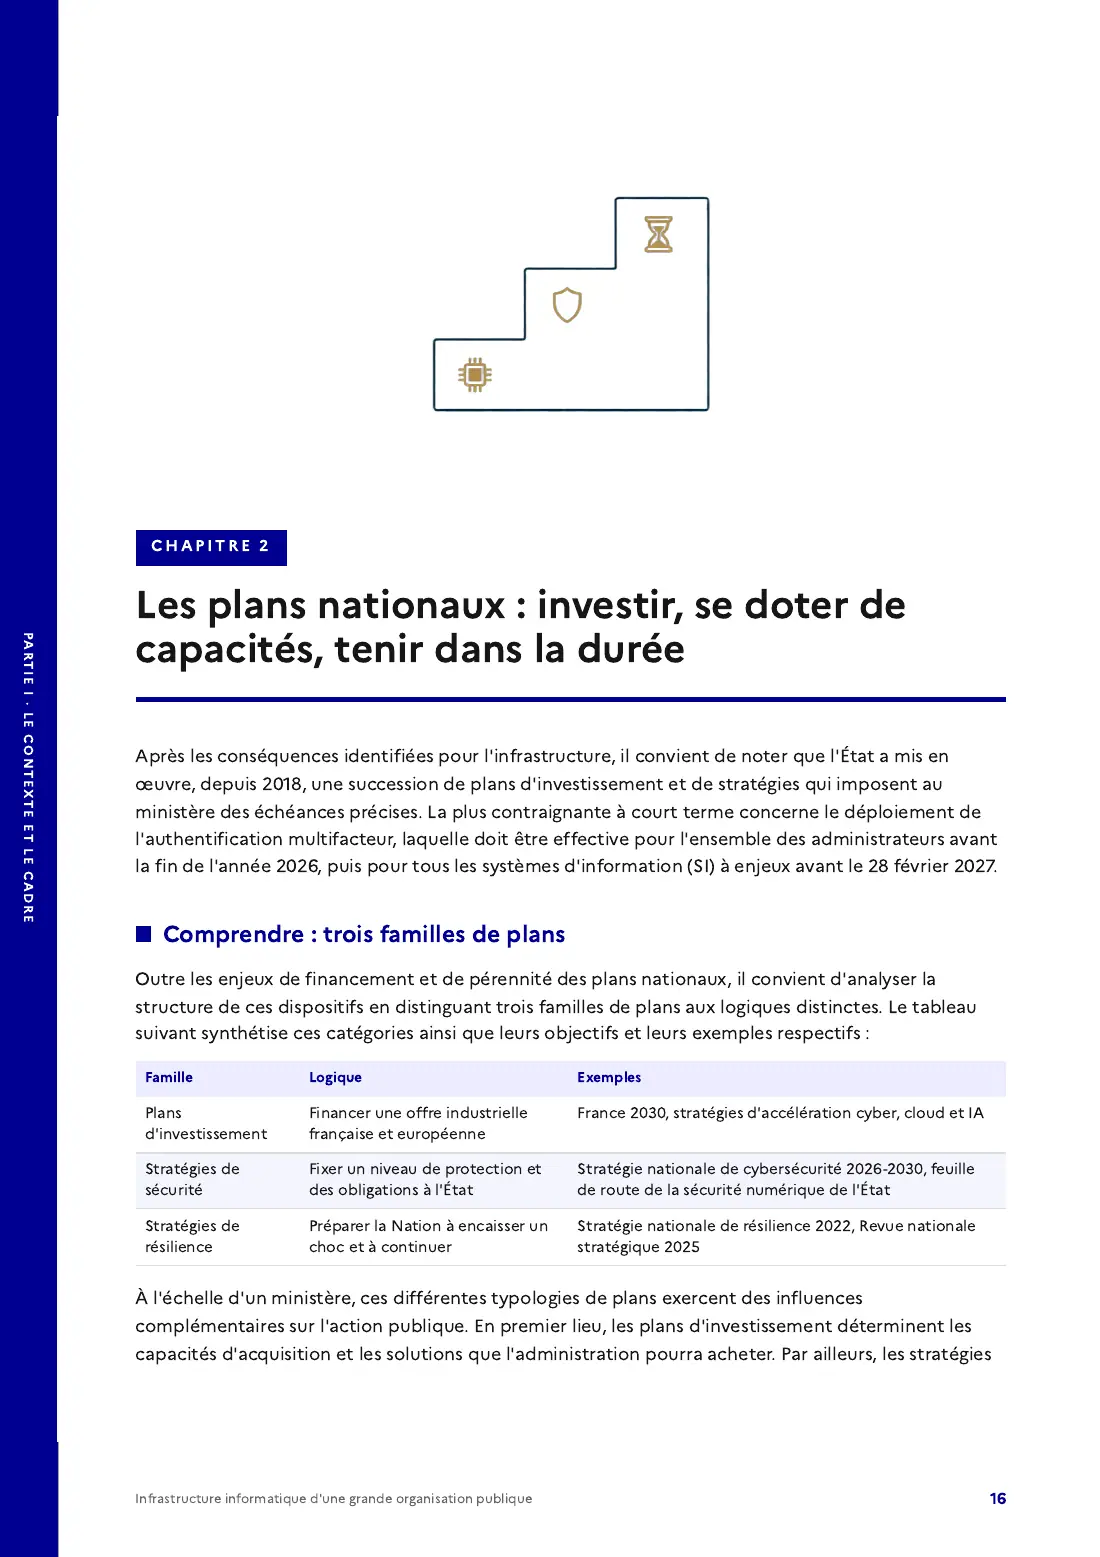 PARTIE I · LE CONTEXTE ET LE CADRE
CHAPITRE 2
Les plans nationaux : investir, se doter de
capacités, tenir dans la durée
Après les conséquences identifiées pour l'infrastructure, il convient de noter que l'État a mis en
œuvre, depuis 2018, une succession de plans d'investissement et de stratégies qui imposent au
ministère des échéances précises. La plus contraignante à court terme concerne le déploiement de
l'authentification multifacteur, laquelle doit être effective pour l'ensemble des administrateurs avant
la fin de l'année 2026, puis pour tous les systèmes d'information (SI) à enjeux avant le 28 février 2027.
Comprendre : trois familles de plans
Outre les enjeux de financement et de pérennité des plans nationaux, il convient d'analyser la
structure de ces dispositifs en distinguant trois familles de plans aux logiques distinctes. Le tableau
suivant synthétise ces catégories ainsi que leurs objectifs et leurs exemples respectifs :
Famille Logique Exemples
Plans Financer une offre industrielle France 2030, stratégies d'accélération cyber, cloud et IA
d'investissement française et européenne
Stratégies de Fixer un niveau de protection et Stratégie nationale de cybersécurité 2026-2030, feuille
sécurité des obligations à l'État de route de la sécurité numérique de l'État
Stratégies de Préparer la Nation à encaisser un Stratégie nationale de résilience 2022, Revue nationale
résilience choc et à continuer stratégique 2025
À l'échelle d'un ministère, ces différentes typologies de plans exercent des influences
complémentaires sur l'action publique. En premier lieu, les plans d'investissement déterminent les
capacités d'acquisition et les solutions que l'administration pourra acheter. Par ailleurs, les stratégies
Infrastructure informatique d'une grande organisation publique 16